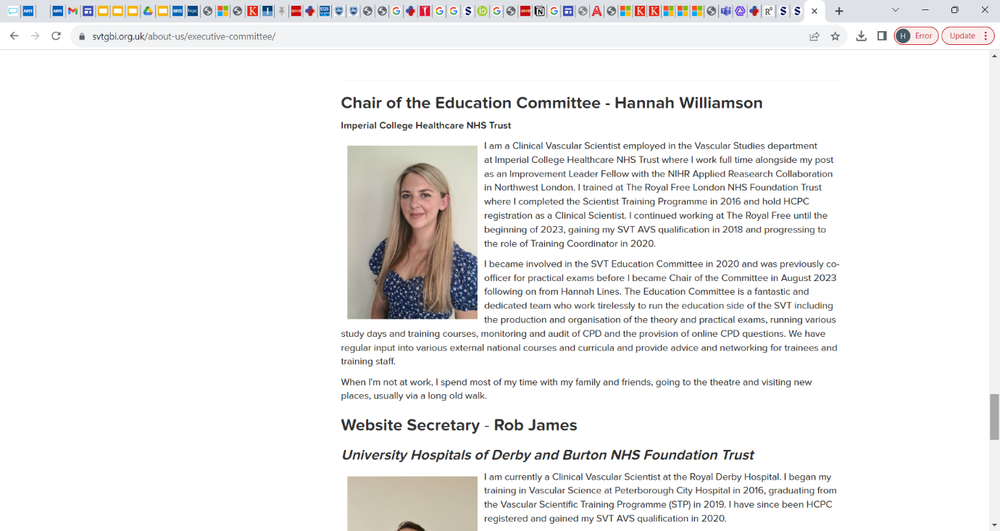 svtgbi.org.uk/about-us/executive-committee/
H Error
Update
Chair of the Education Committee - Hannah Williamson
Imperial College Healthcare NHS Trust
I am a Clinical Vascular Scientist employed in the Vascular Studies department
at Imperial College Healthcare NHS Trust where I work full time alongside my post
as an Improvement Leader Fellow with the NIHR Applied Reasearch Collaboration
in Northwest London. I trained at The Royal Free London NHS Foundation Trust
where I completed the Scientist Training Programme in 2016 and hold HCPC
registration as a Clinical Scientist. I continued working at The Royal Free until the
beginning of 2023, gaining my SVT AVS qualification in 2018 and progressing to
the role of Training Coordinator in 2020.
I became involved in the SVT Education Committee in 2020 and was previously co-
officer for practical exams before I became Chair of the Committee in August 2023
following on from Hannah Lines. The Education Committee is a fantastic and
dedicated team who work tirelessly to run the education side of the SVT including
the production and organisation of the theory and practical exams, running various
study days and training courses, monitoring and audit of CPD and the provision of online CPD questions. We have
regular input into various external national courses and curricula and provide advice and networking for trainees and
training staff.
When I'm not at work, I spend most of my time with my family and friends, going to the theatre and visiting new
places, usually via a long old walk.
Website Secretary - Rob James
University Hospitals of Derby and Burton NHS Foundation Trust
I am currently a Clinical Vascular Scientist at the Royal Derby Hospital. I began my
training in Vascular Science at Peterborough City Hospital in 2016, graduating from
the Vascular Scientific Training Programme (STP) in 2019. I have since been HCPC
registered and gained my SVT AVS qualification in 2020.